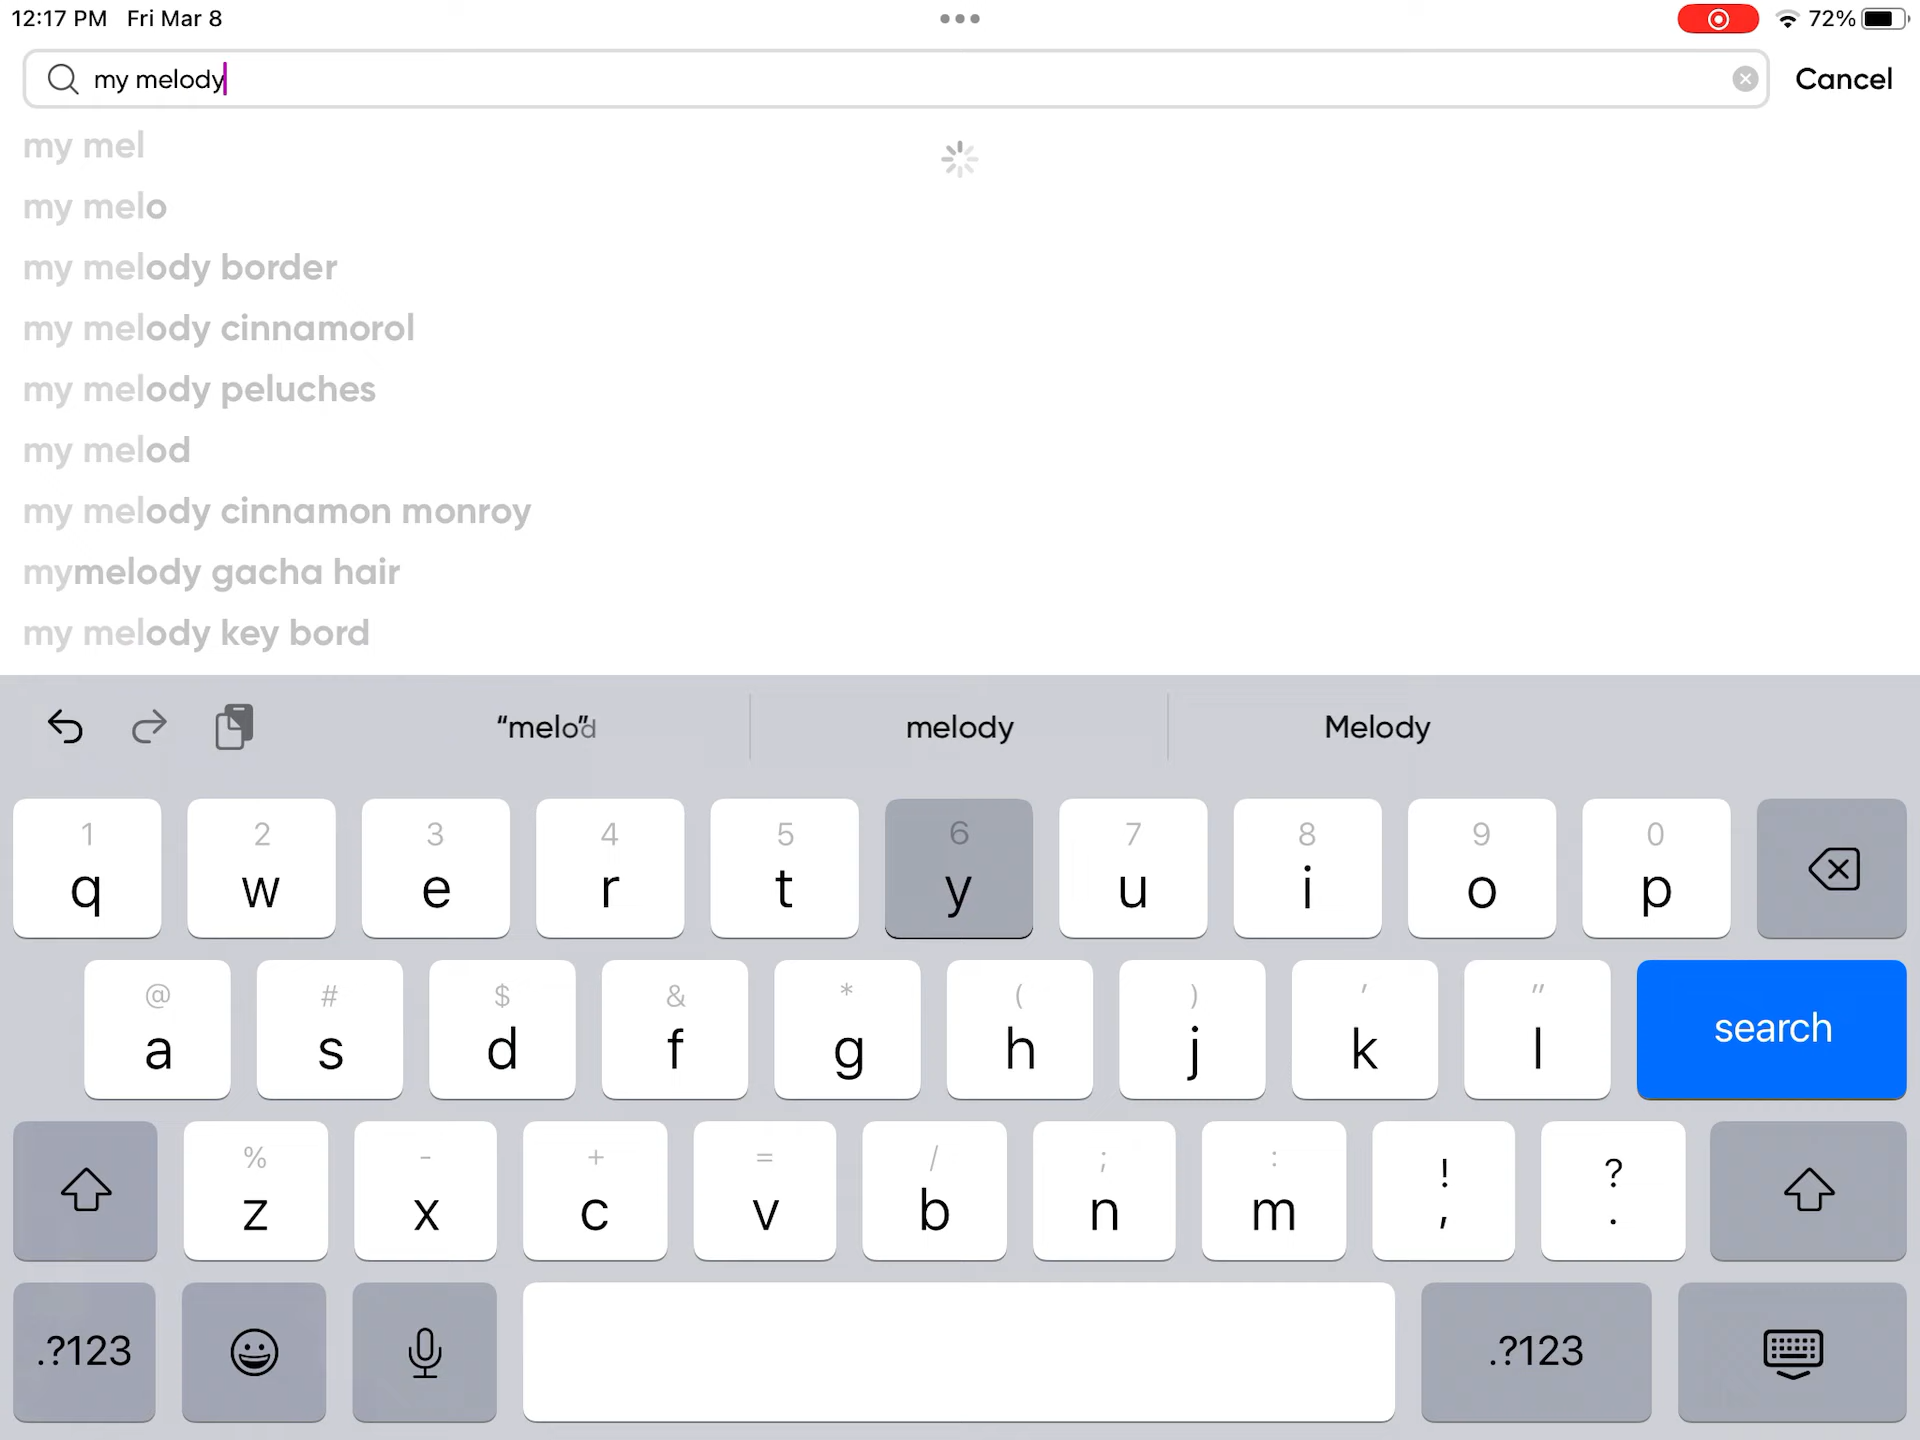 12:17 PM Fri Mar 8
72%
my melody
Cancel
my mel
my melo
my melody border
my melody cinnamorol
my melody peluches
my melod
my melody cinnamon monroy
mymelody gacha hair
my melody key bord
melody
Melody
1 2 3 4 5 6 7 8 9 0
q w e r t y u i o p
@ # $ & * ( ) ' "
a s d f g h j k l
search
% - + = / ; : ! ?
z x c v b n m , .
.?123
.?123